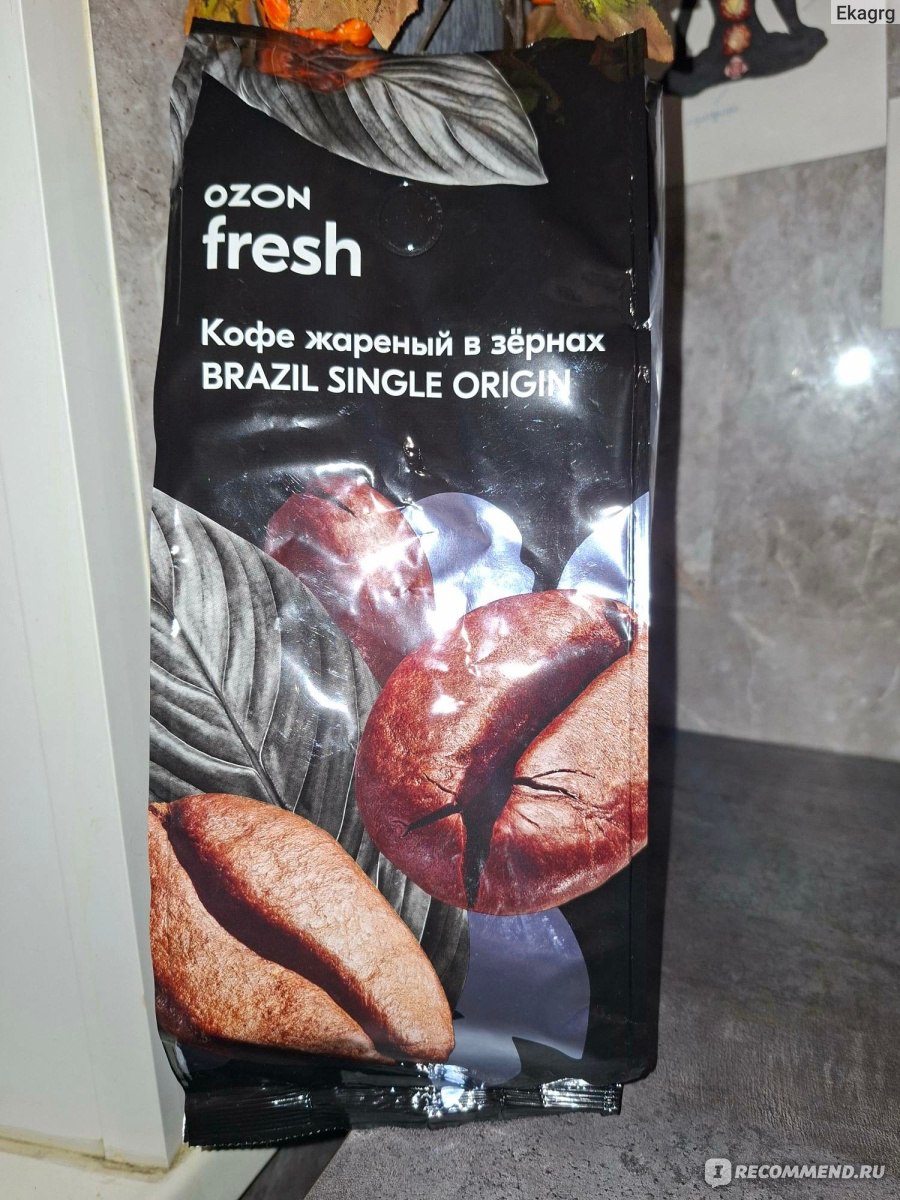 Ekagrg
OZON
fresh
Кофе жареный в зёрнах
BRAZIL SINGLE ORIGIN
RECOMMEND.RU